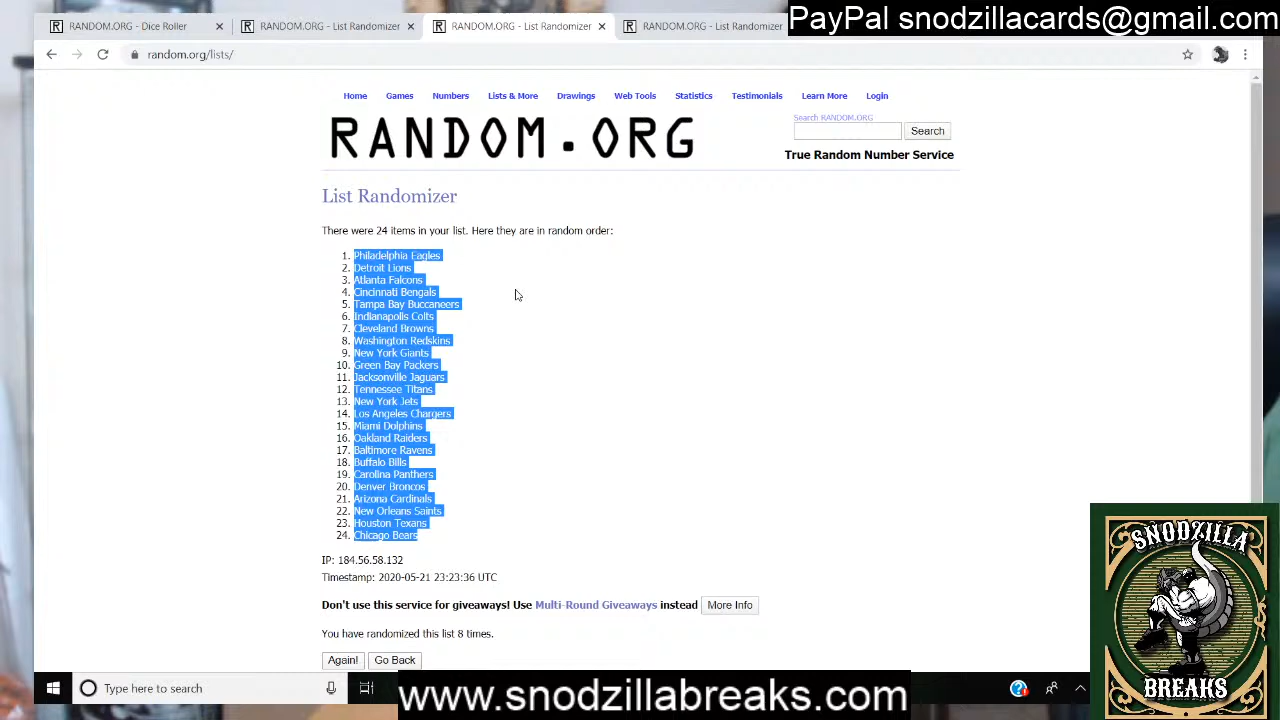 PayPal snodzillacards@gmail.com
RANDOM.ORG - Dice Roller
RANDOM.ORG - List Randomizer
RANDOM.ORG - List Randomizer
RANDOM.ORG - List Randomizer
random.org/lists/
Home Games Numbers Lists & More Drawings Web Tools Statistics Testimonials Learn More Login
RANDOM.ORG
Search RANDOM.ORG
Search
True Random Number Service
List Randomizer
There were 24 items in your list. Here they are in random order:
1. Philadelphia Eagles
2. Detroit Lions
3. Atlanta Falcons
4. Cincinnati Bengals
5. Tampa Bay Buccaneers
6. Indianapolis Colts
7. Cleveland Browns
8. Washington Redskins
9. New York Giants
10. Green Bay Packers
11. Jacksonville Jaguars
12. Tennessee Titans
13. New York Jets
14. Los Angeles Chargers
15. Miami Dolphins
16. Oakland Raiders
17. Baltimore Ravens
18. Buffalo Bills
19. Carolina Panthers
20. Denver Broncos
21. Arizona Cardinals
22. New Orleans Saints
23. Houston Texans
24. Chicago Bears
IP: 184.56.58.132
Timestamp: 2020-05-21 23:23:36 UTC
Don't use this service for giveaways! Use Multi-Round Giveaways instead More Info
You have randomized this list 8 times.
Again! Go Back
Type here to search
www.snodzillabreaks.com
SNODZILLA
BREAKS